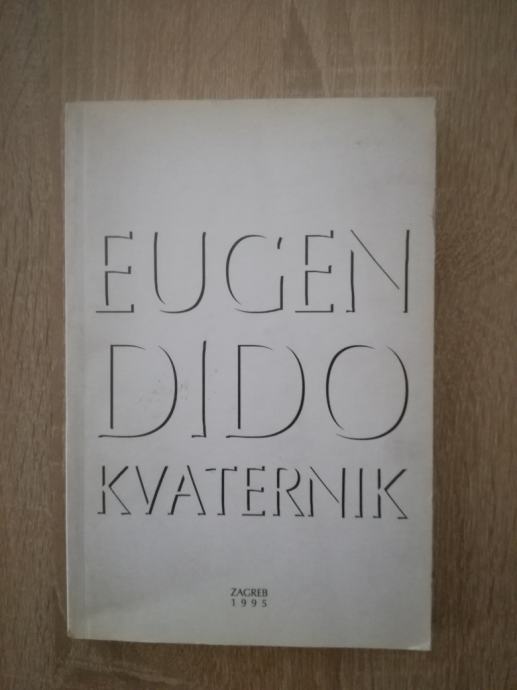 EUGEN
DIDO
KVATERNIK
ZAGREB
1995